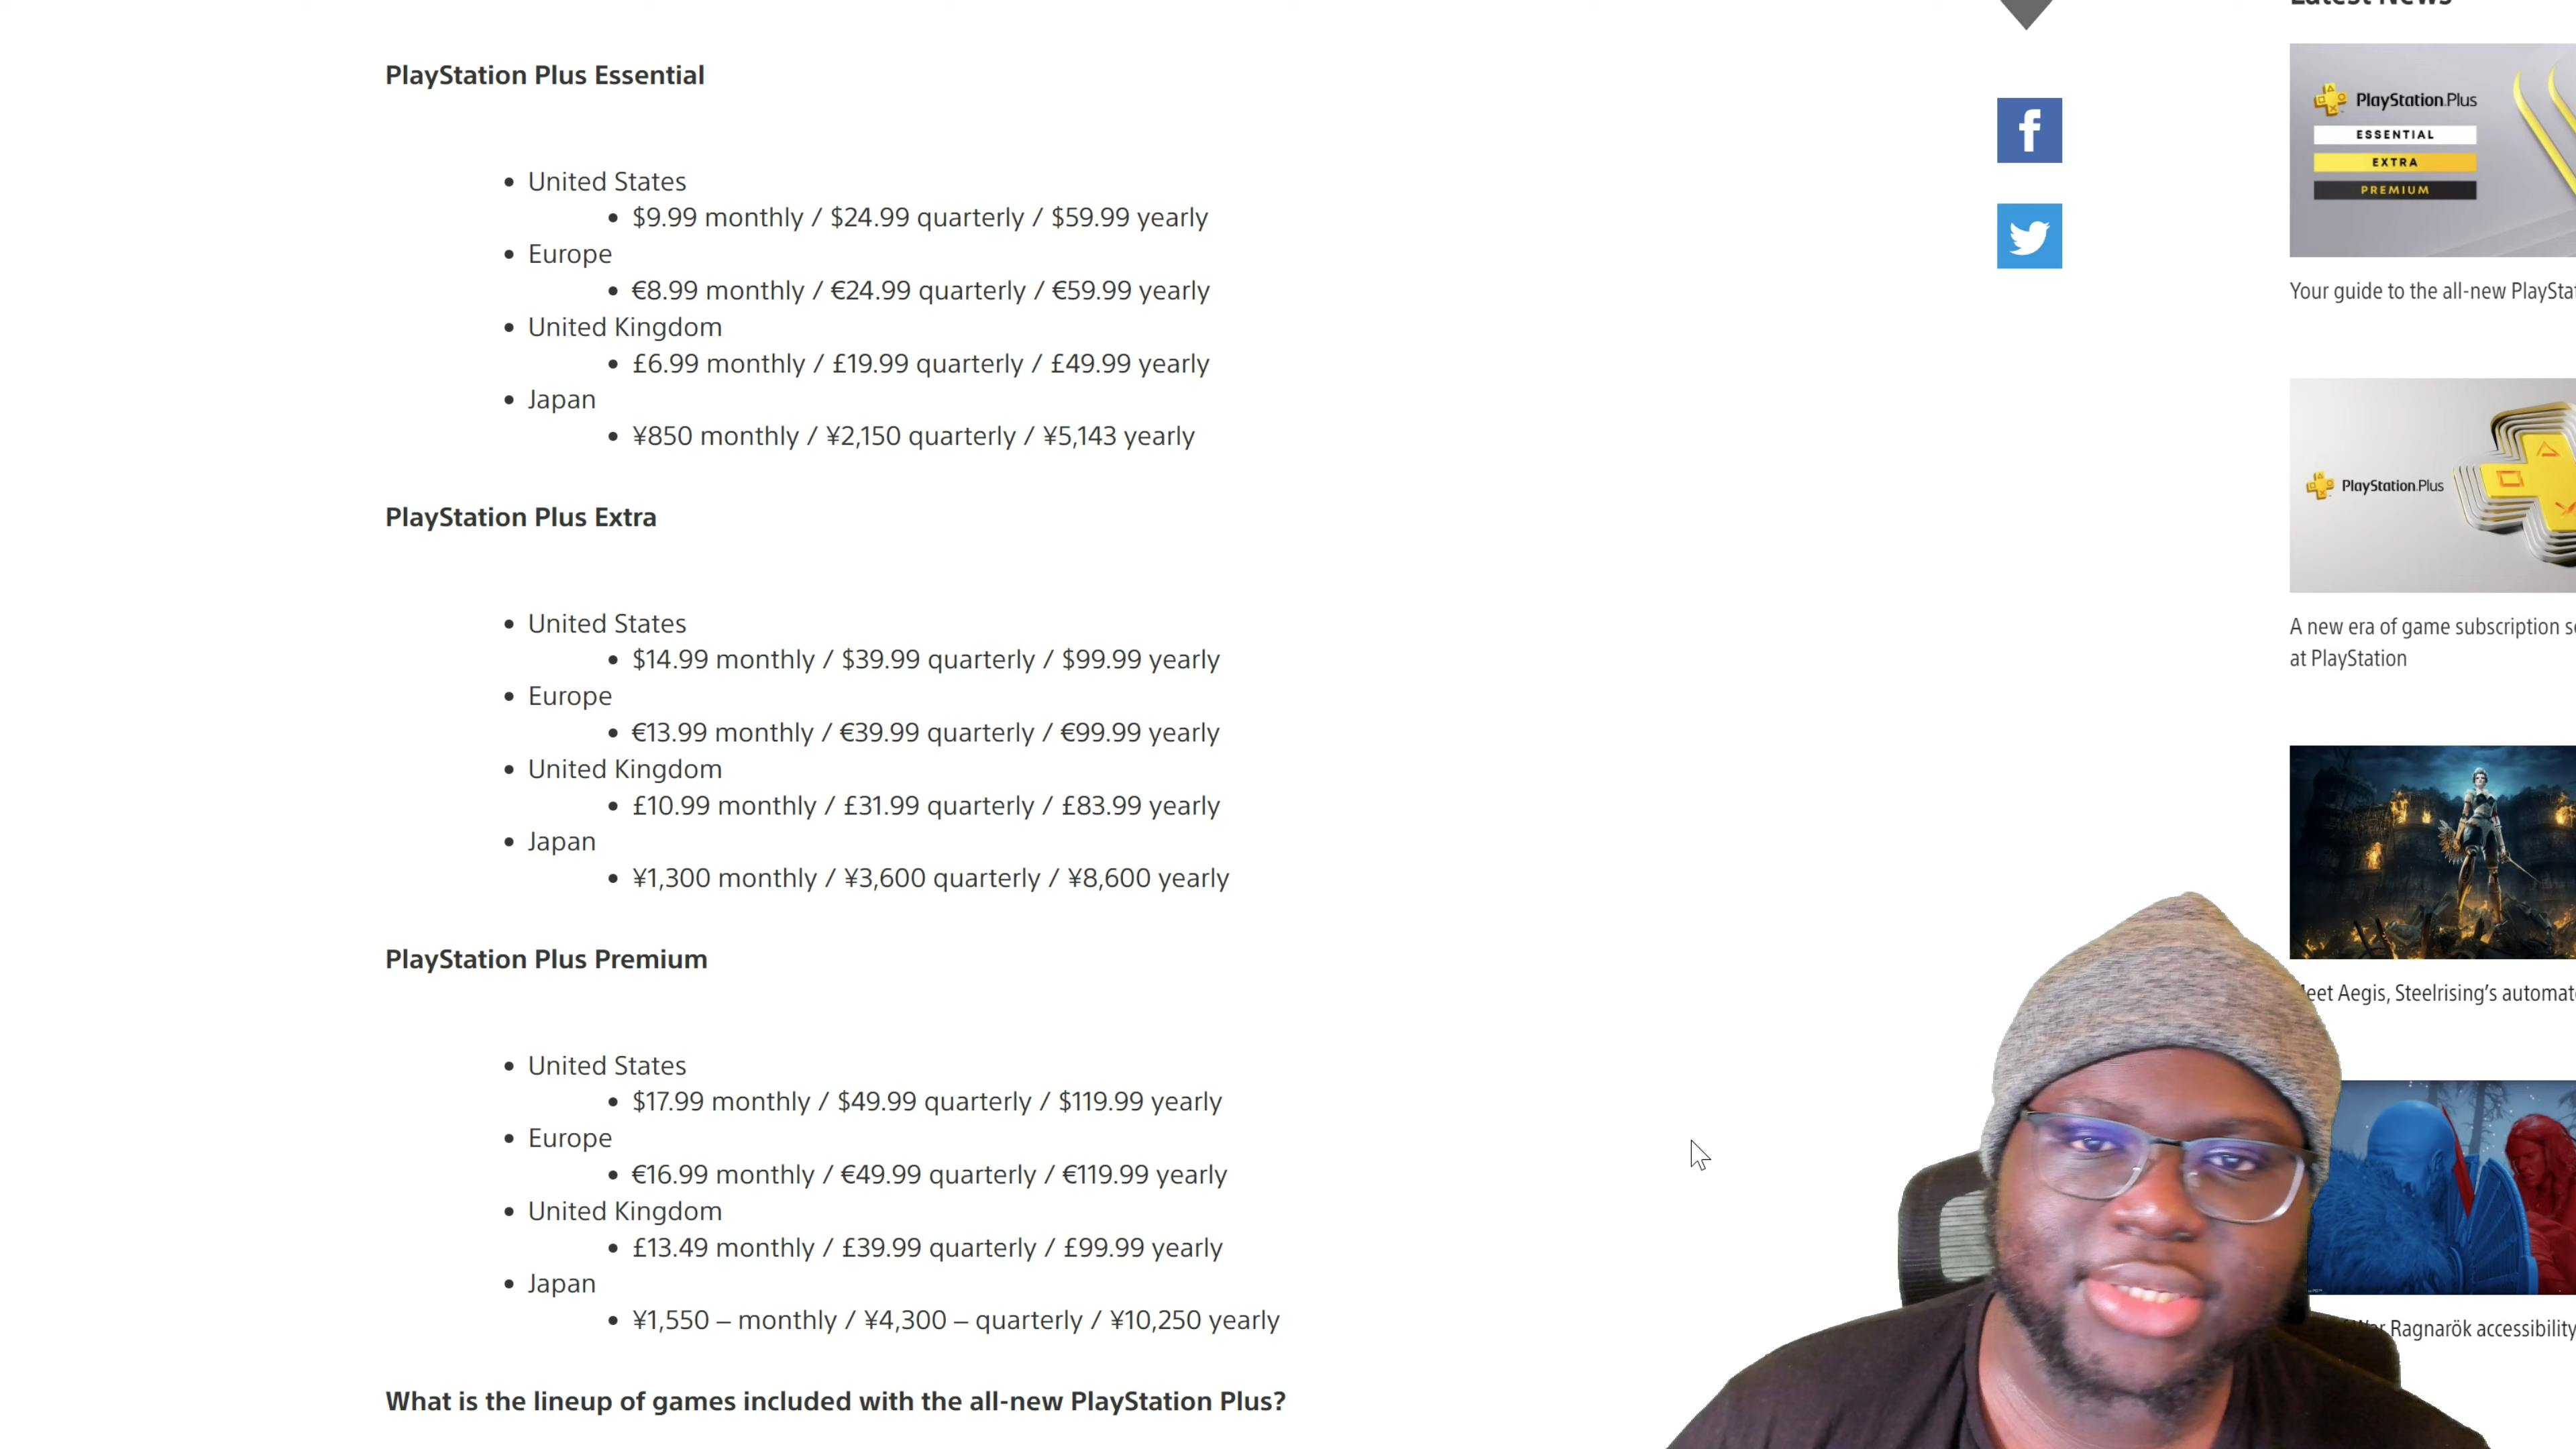 PlayStation Plus Essential
United States
$9.99 monthly / $24.99 quarterly / $59.99 yearly
Europe
€8.99 monthly / €24.99 quarterly / €59.99 yearly
United Kingdom
£6.99 monthly / £19.99 quarterly / £49.99 yearly
Japan
¥850 monthly / ¥2,150 quarterly / ¥5,143 yearly
PlayStation Plus Extra
United States
$14.99 monthly / $39.99 quarterly / $99.99 yearly
Europe
€13.99 monthly / €39.99 quarterly / €99.99 yearly
United Kingdom
£10.99 monthly / £31.99 quarterly / £83.99 yearly
Japan
¥1,300 monthly / ¥3,600 quarterly / ¥8,600 yearly
PlayStation Plus Premium
United States
$17.99 monthly / $49.99 quarterly / $119.99 yearly
Europe
€16.99 monthly / €49.99 quarterly / €119.99 yearly
United Kingdom
£13.49 monthly / £39.99 quarterly / £99.99 yearly
Japan
¥1,550 – monthly / ¥4,300 – quarterly / ¥10,250 yearly
What is the lineup of games included with the all-new PlayStation Plus?
Latest News
PlayStation.Plus
ESSENTIAL
EXTRA
PREMIUM
Your guide to the all-new
PlayStation.Plus
A new era of game subscription
at PlayStation
Aegis, Steelrising's
Ragnarök accessibility